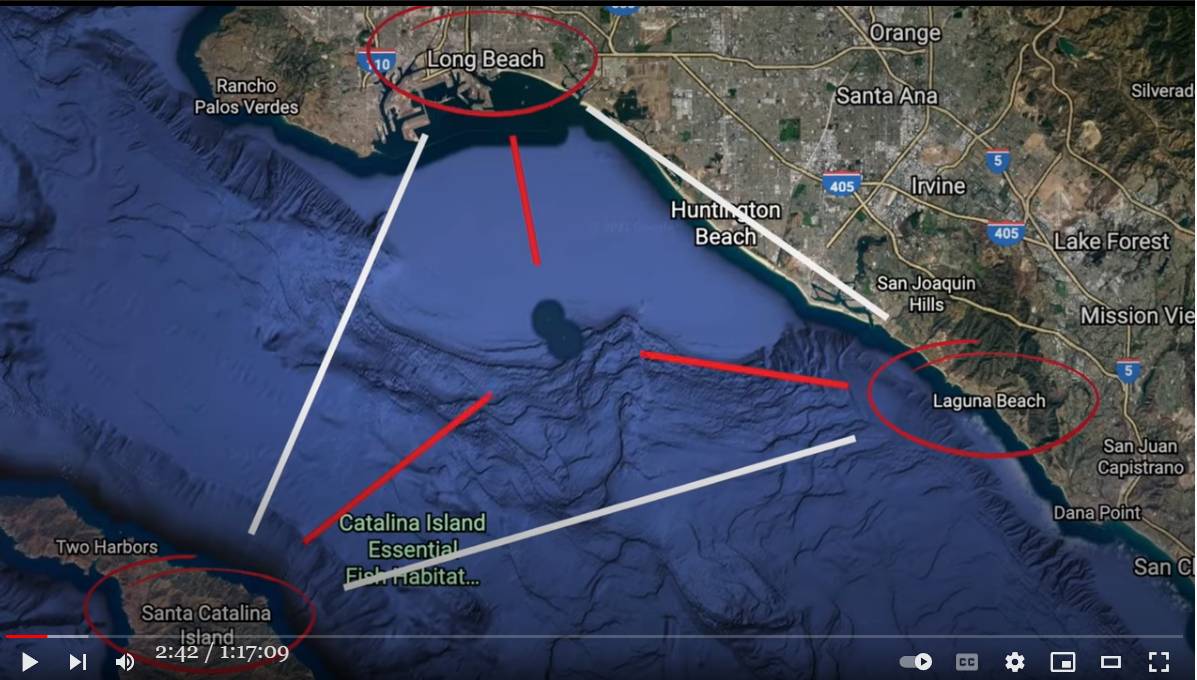 Orange
Long Beach
110
Rancho
Palos Verdes
Santa Ana
Silverad
5
405
Irvine
Huntington
Beach
405
Lake Forest
San Joaquin
Hills
Mission Vie
5
Laguna Beach
San Juan
Capistrano
Dana Point
Catalina Island
Essential
Fish Habitat...
Two Harbors
San Cl
Santa Catalina
Island
2:42 / 1:17:09
CC